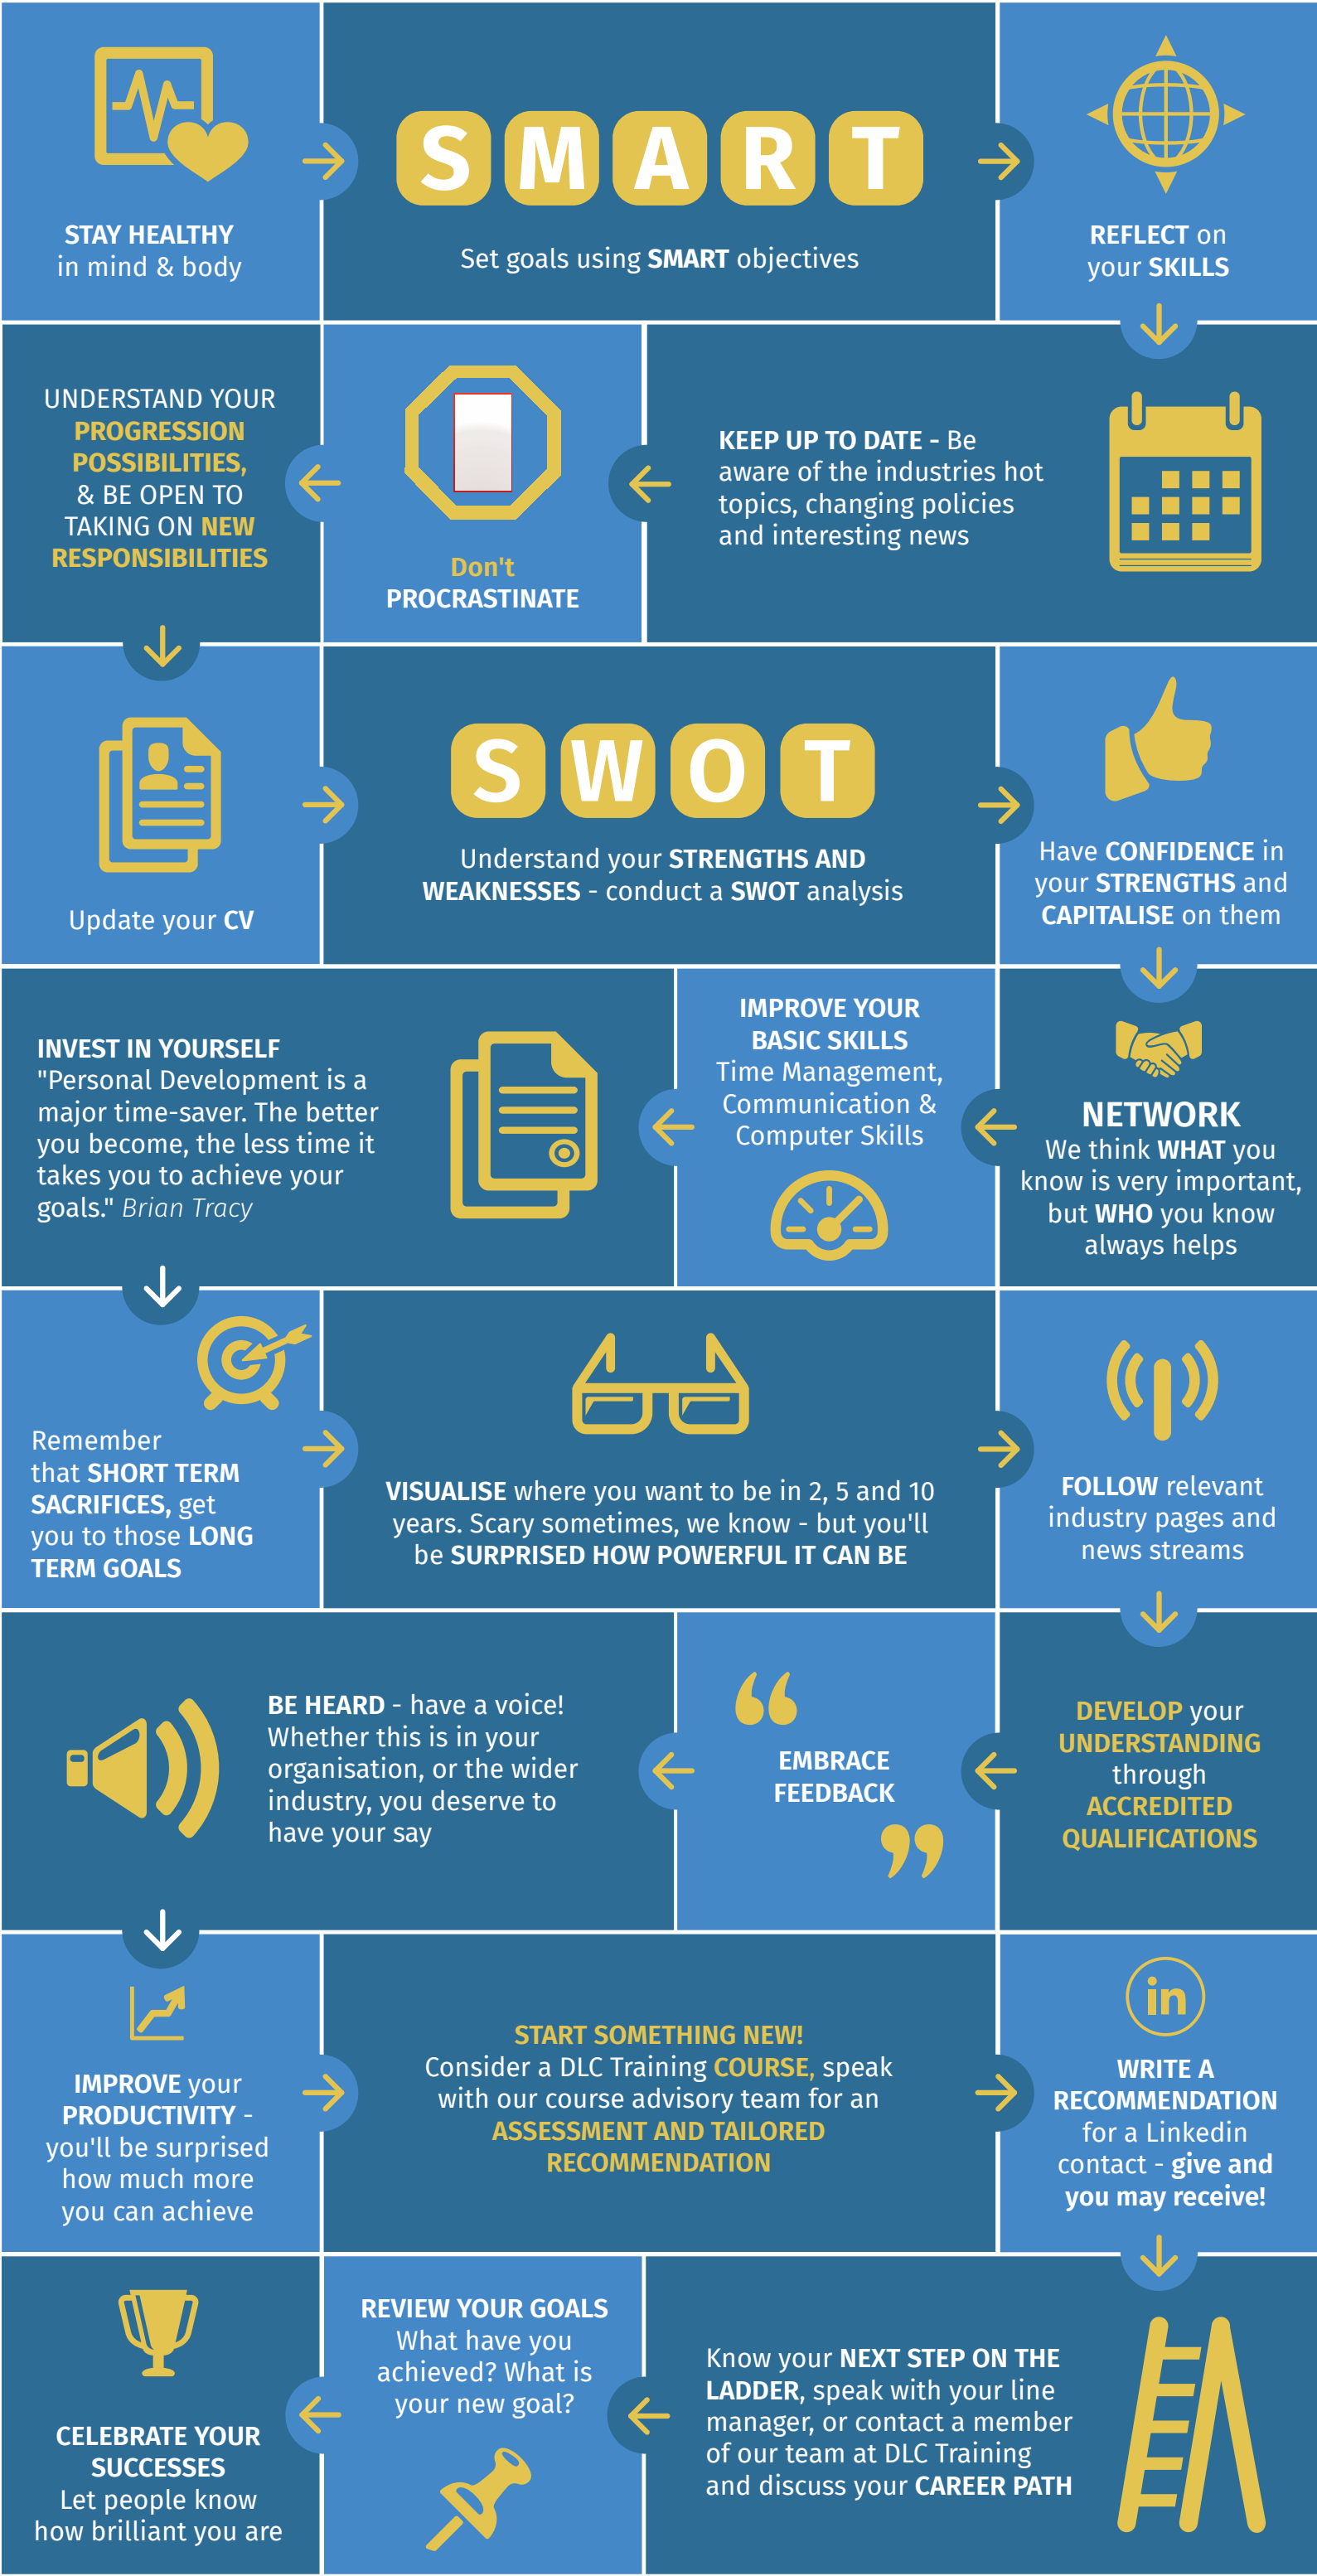 STAY HEALTHY
in mind & body
SMART
Set goals using SMART objectives
REFLECT on
your SKILLS
KEEP UP TO DATE - Be
aware of the industries hot
topics, changing policies
and interesting news
Don't
PROCRASTINATE
UNDERSTAND YOUR
PROGRESSION
POSSIBILITIES,
& BE OPEN TO
TAKING ON NEW
RESPONSIBILITIES
Update your CV
SWOT
Understand your STRENGTHS AND
WEAKNESSES - conduct a SWOT analysis
Have CONFIDENCE in
your STRENGTHS and
CAPITALISE on them
NETWORK
We think WHAT you
know is very important,
but WHO you know
always helps
IMPROVE YOUR
BASIC SKILLS
Time Management,
Communication &
Computer Skills
INVEST IN YOURSELF
"Personal Development is a
major time-saver. The better
you become, the less time it
takes you to achieve your
goals." Brian Tracy
Remember
that SHORT TERM
SACRIFICES, get
you to those LONG
TERM GOALS
VISUALISE where you want to be in 2, 5 and 10
years. Scary sometimes, we know - but you'll
be SURPRISED HOW POWERFUL IT CAN BE
FOLLOW relevant
industry pages and
news streams
DEVELOP your
UNDERSTANDING
through
ACCREDITED
QUALIFICATIONS
EMBRACE
FEEDBACK
BE HEARD - have a voice!
Whether this is in your
organisation, or the wider
industry, you deserve to
have your say
IMPROVE your
PRODUCTIVITY -
you'll be surprised
how much more
you can achieve
START SOMETHING NEW!
Consider a DLC Training COURSE, speak
with our course advisory team for an
ASSESSMENT AND TAILORED
RECOMMENDATION
in
WRITE A
RECOMMENDATION
for a Linkedin
contact - give and
you may receive!
Know your NEXT STEP ON THE
LADDER, speak with your line
manager, or contact a member
of our team at DLC Training
and discuss your CAREER PATH
REVIEW YOUR GOALS
What have you
achieved? What is
your new goal?
CELEBRATE YOUR
SUCCESSES
Let people know
how brilliant you are